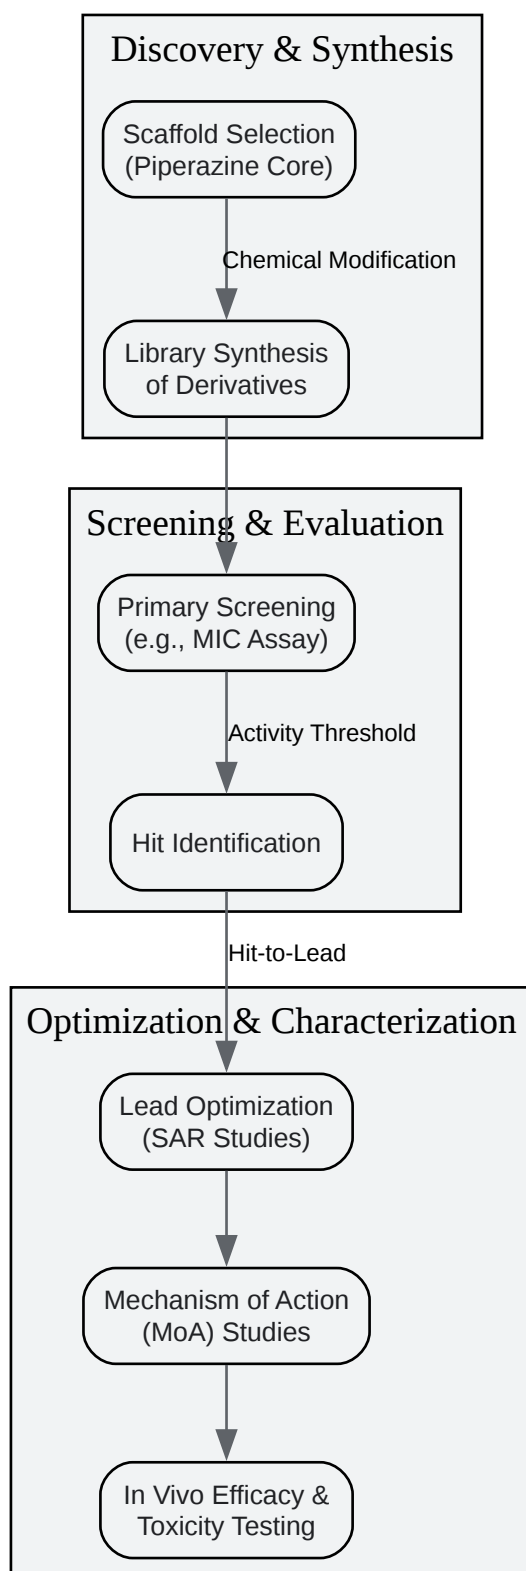 Discovery & Synthesis
Scaffold Selection
(Piperazine Core)
Chemical Modification
Library Synthesis
of Derivatives
Screening & Evaluation
Primary Screening
(e.g., MIC Assay)
Activity Threshold
Hit Identification
Hit-to-Lead
Optimization & Characterization
Lead Optimization
(SAR Studies)
Mechanism of Action
(MoA) Studies
In Vivo Efficacy &
Toxicity Testing